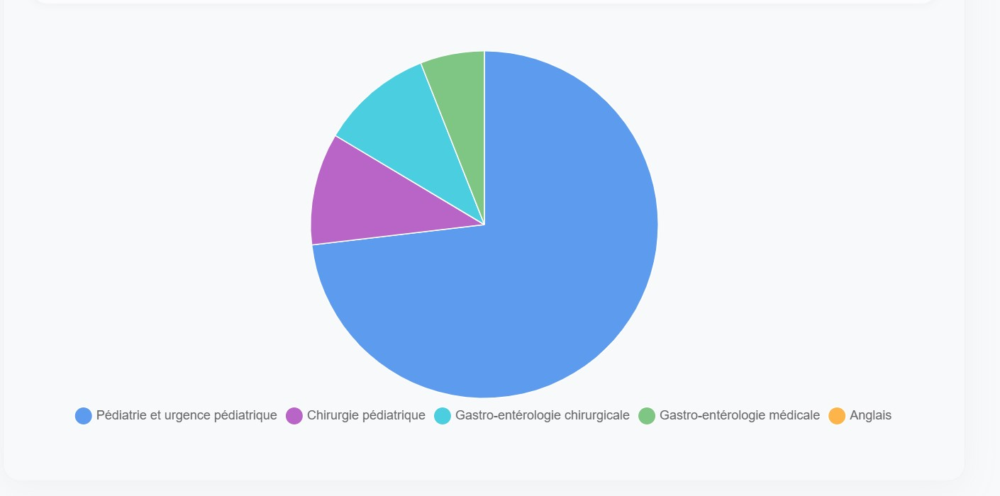 Pédiatrie et urgence pédiatrique Chirurgie pédiatrique Gastro-entérologie chirurgicale Gastro-entérologie médicale Anglais